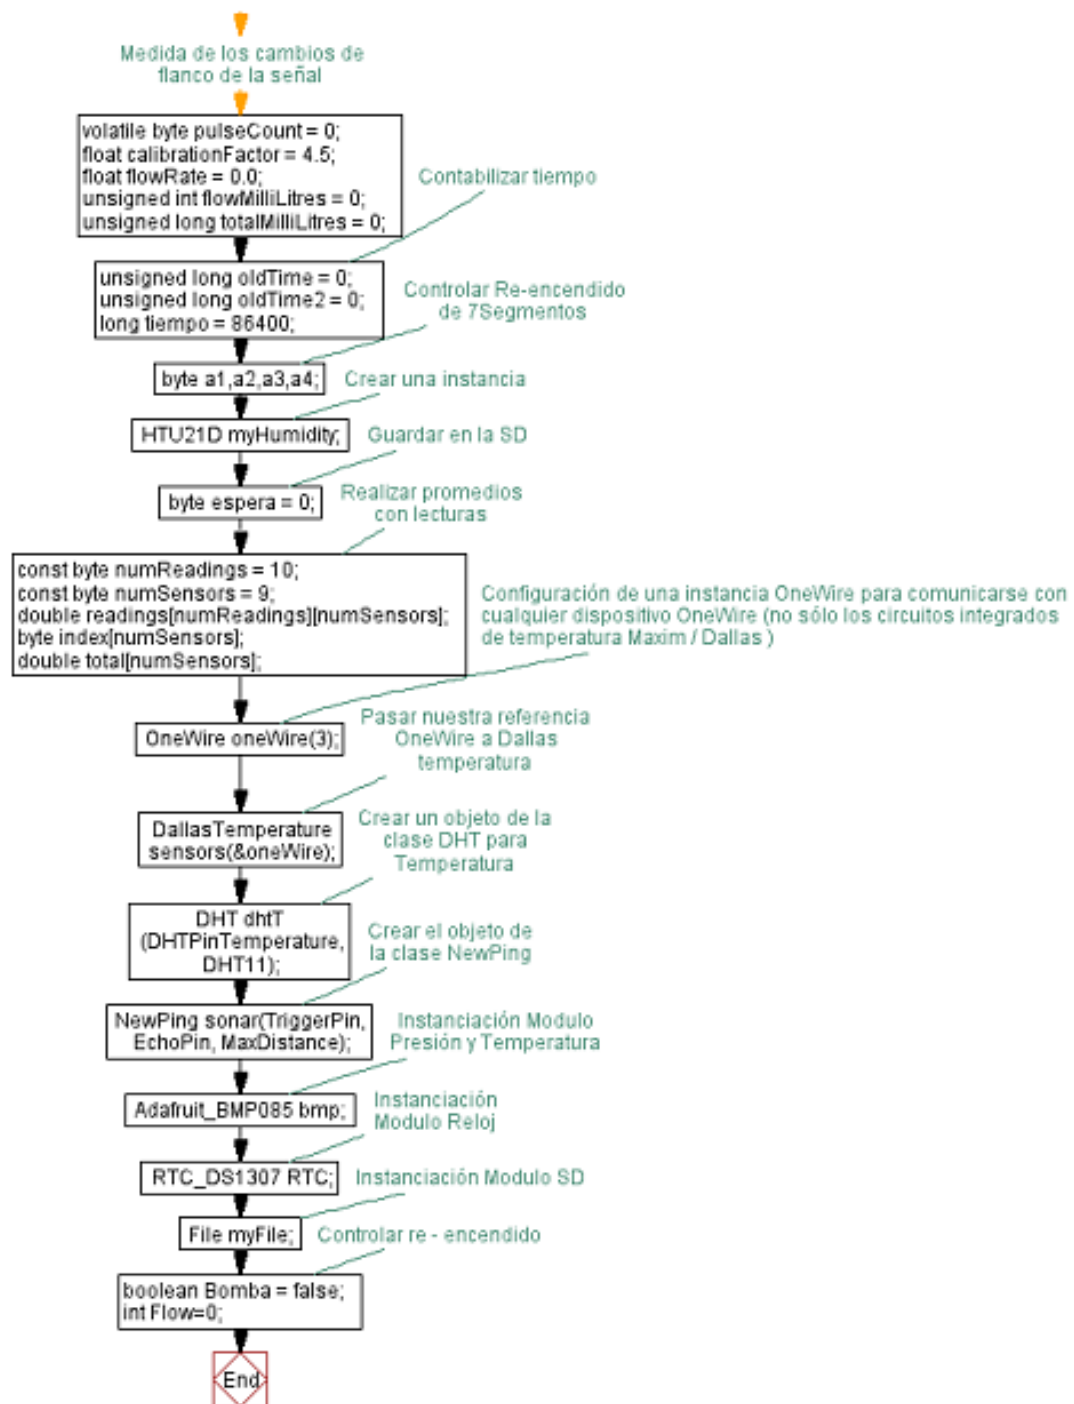 Medida de los cambios de
flanco de la señal
volatile byte pulseCount = 0;
float calibrationFactor = 4.5;
float flowRate = 0.0;
unsigned int flowMilliLitres = 0;
unsigned long totalMilliLitres = 0;
Contabilizar tiempo
unsigned long oldTime = 0;
unsigned long oldTime2 = 0;
long tiempo = 86400;
Controlar Re-encendido
de 7Segmentos
byte a1,a2,a3,a4;
Crear una instancia
HTU21D myHumidity;
Guardar en la SD
byte espera = 0;
Realizar promedios
con lecturas
const byte numReadings = 10;
const byte numSensors = 9;
double readings[numReadings][numSensors];
byte index[numSensors];
double total[numSensors];
Configuración de una instancia OneWire para comunicarse con
cualquier dispositivo OneWire (no sólo los circuitos integrados
de temperatura Maxim / Dallas )
OneWire oneWire(3);
Pasar nuestra referencia
OneWire a Dallas
temperatura
DallasTemperature
sensors(&oneWire);
Crear un objeto de la
clase DHT para
Temperatura
DHT dhtT
(DHTPinTemperature,
DHT11);
Crear el objeto de
la clase NewPing
NewPing sonar(TriggerPin,
EchoPin, MaxDistance);
Instanciación Modulo
Presión y Temperatura
Adafruit_BMP085 bmp;
Instanciación
Modulo Reloj
RTC_DS1307 RTC;
Instanciación Modulo SD
File myFile;
Controlar re - encendido
boolean Bomba = false;
int Flow=0;
End